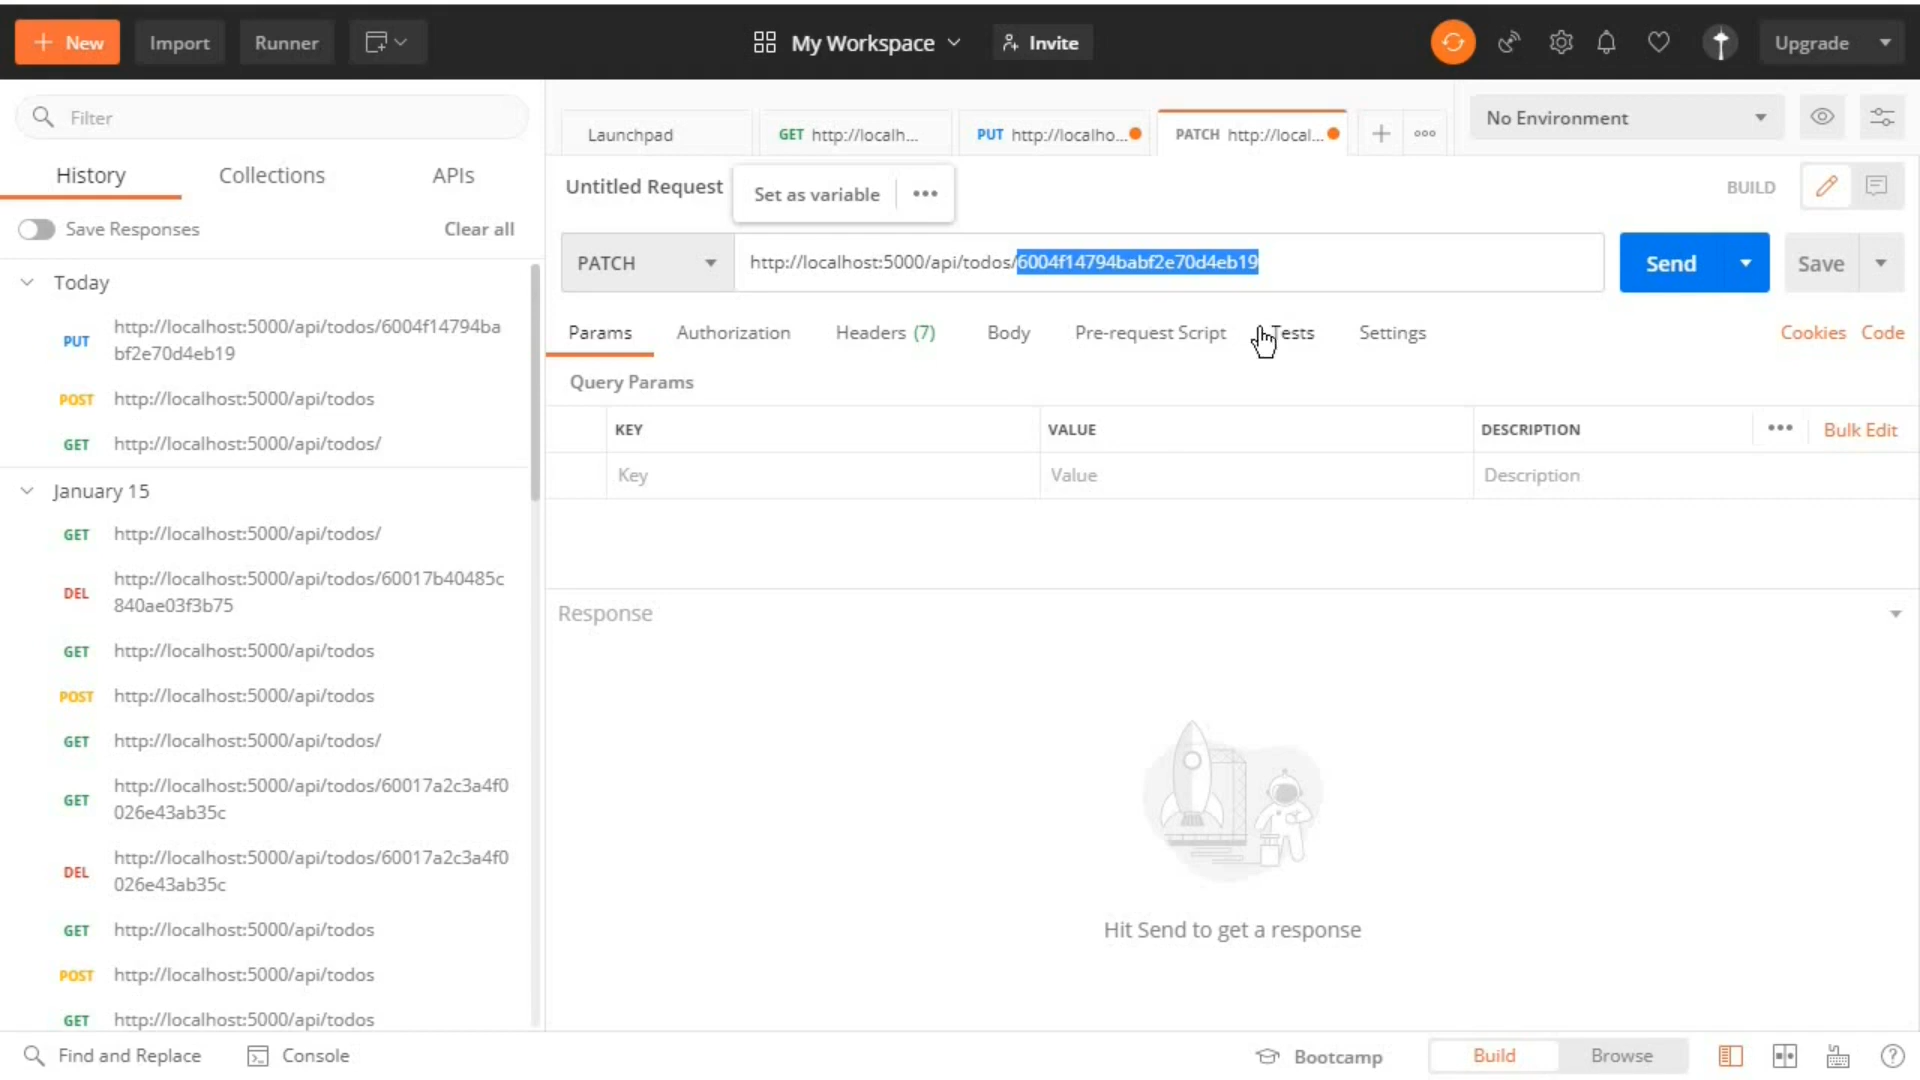 + New
Import
Runner
My Workspace
Invite
Upgrade
Filter
History
Collections
APIs
Save Responses
Clear all
Today
PUT http://localhost:5000/api/todos/6004f14794ba
bf2e70d4eb19
POST http://localhost:5000/api/todos
GET http://localhost:5000/api/todos/
January 15
GET http://localhost:5000/api/todos/
DEL http://localhost:5000/api/todos/60017b40485c
840ae03f3b75
GET http://localhost:5000/api/todos
POST http://localhost:5000/api/todos
GET http://localhost:5000/api/todos/
GET http://localhost:5000/api/todos/60017a2c3a4f0
026e43ab35c
DEL http://localhost:5000/api/todos/60017a2c3a4f0
026e43ab35c
GET http://localhost:5000/api/todos
POST http://localhost:5000/api/todos
GET http://localhost:5000/api/todos
Launchpad
GET http://localh...
PUT http://localho...
PATCH http://local...
No Environment
Untitled Request
Set as variable
BUILD
PATCH
http://localhost:5000/api/todos/6004f14794babf2e70d4eb19
Send
Save
Params
Authorization
Headers (7)
Body
Pre-request Script
Tests
Settings
Cookies
Code
Query Params
KEY
VALUE
DESCRIPTION
Bulk Edit
Key
Value
Description
Response
Hit Send to get a response
Find and Replace
Console
Bootcamp
Build
Browse